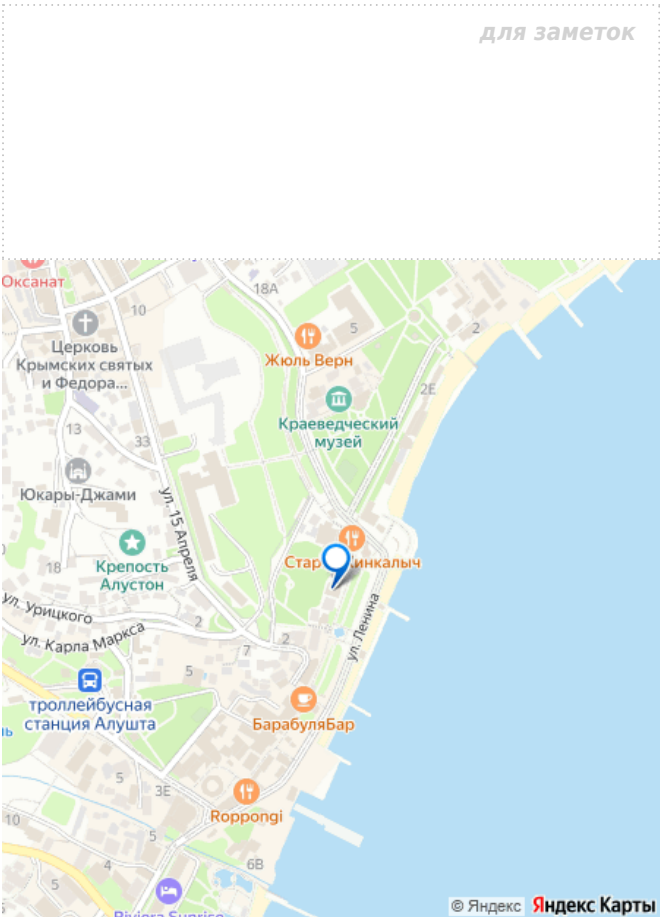 для заметок
Оксанат
18А
10
5
2
Церковь
Крымских святых
и Федора...
Жюль Верн
2Е
Краеведческий
музей
13
33
Юкары-Джами
ул. 15 Апреля
18
Крепость
Алустон
ул. Ленина
ул. Урицкого
2
ул. Карла Маркса
2
7
5
троллейбусная
станция Алушта
БарабуляБар
5
3Е
Roppongi
10
5
6В
Riviera Sunrise
© Яндекс Яндекс Карты